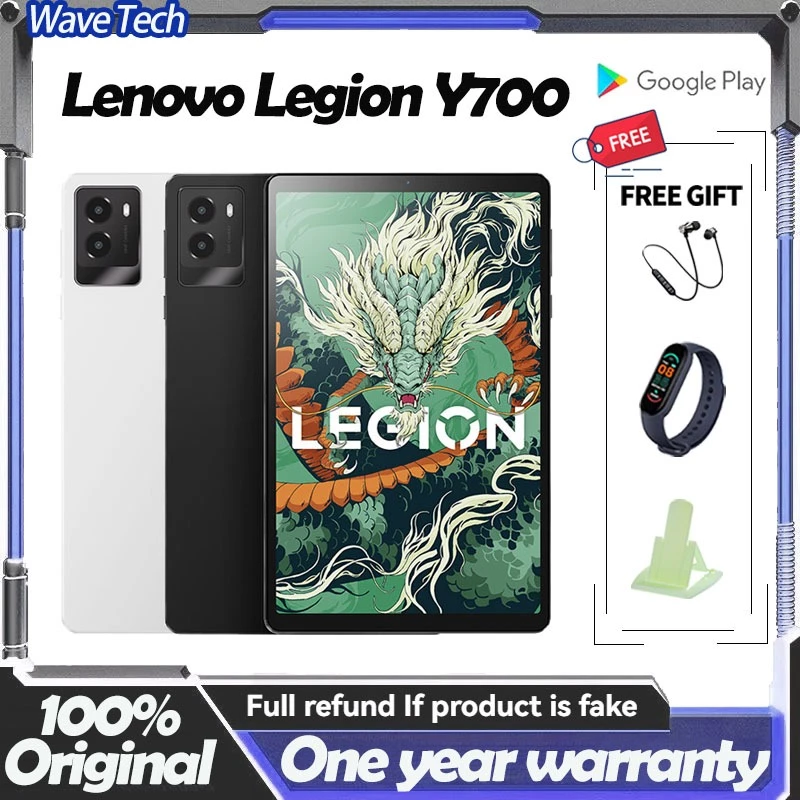 Wave Tech
Lenovo Legion Y700
Google Play
FREE
FREE GIFT
08
LEGION
Full refund If product is fake
100%
Original
One year warranty